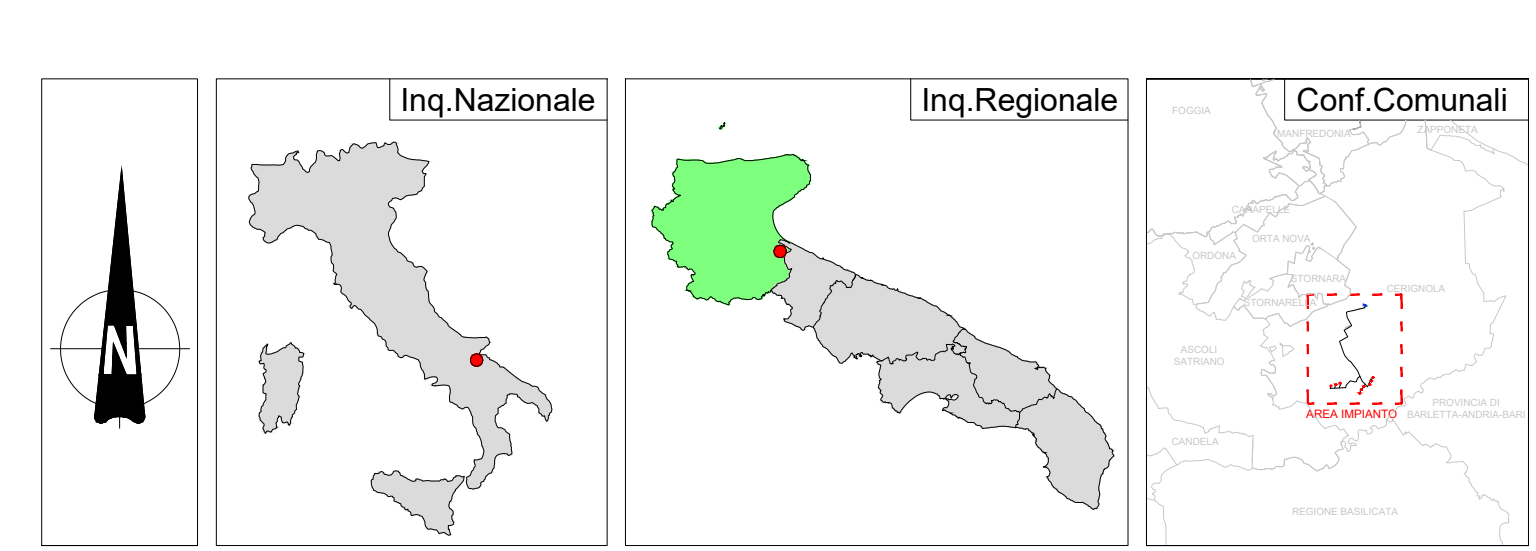 N
Inq.Nazionale
Inq.Regionale
Conf.Comunali
FOGGIA
MANFREDONIA
ZAPPONETA
CARAPELLE
ORTA NOVA
ORDONA
STORNARA
CERIGNOLA
STORNARELLA
ASCOLI
SATRIANO
AREA IMPIANTO
PROVINCIA DI
BARLETTA-ANDRIA-BARI
CANDELA
REGIONE BASILICATA